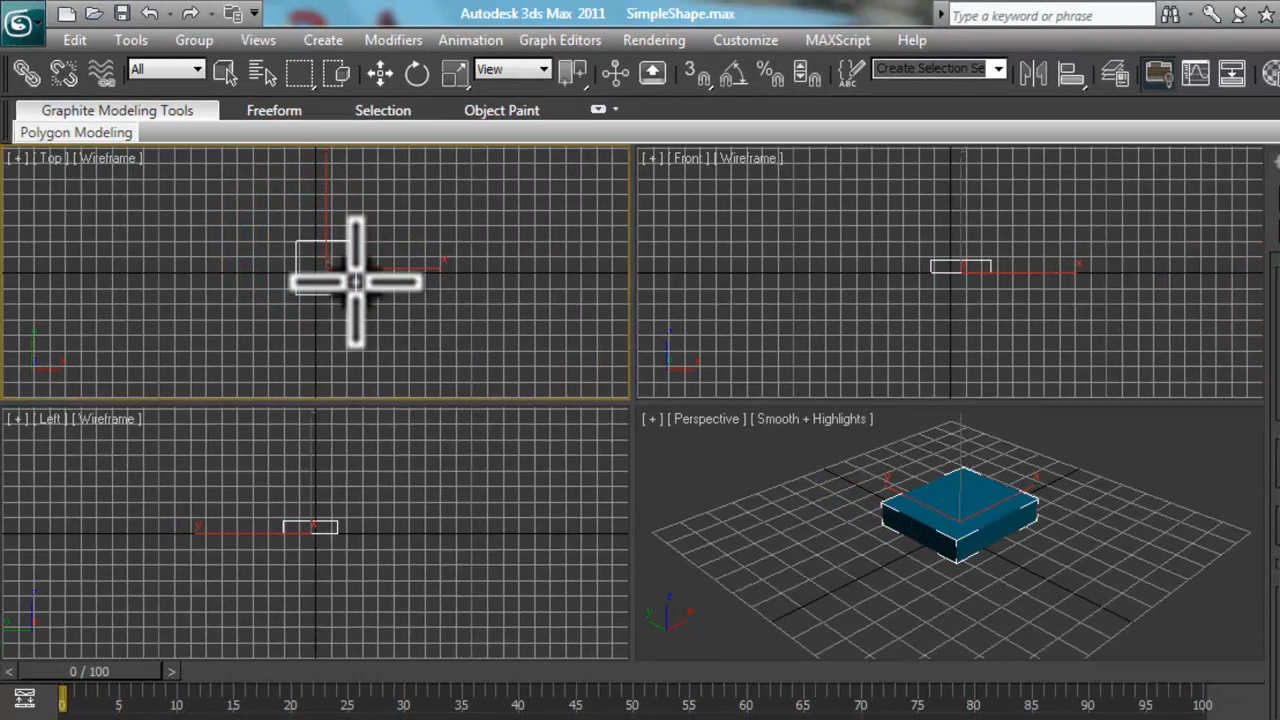 Autodesk 3ds Max 2011 SimpleShape.max
Type a keyword or phrase
Edit Tools Group Views Create Modifiers Animation Graph Editors Rendering Customize MAXScript Help
All View 3 % ABC Create Selection Se
Graphite Modeling Tools Freeform Selection Object Paint
Polygon Modeling
[ + ] [ Top ] [ Wireframe ]
x
x
[ + ] [ Front ] [ Wireframe ]
x
x
[ + ] [ Left ] [ Wireframe ]
y
x
[ + ] [ Perspective ] [ Smooth + Highlights ]
y x
z
y x
< 0 / 100 >
0 5 10 15 20 25 30 35 40 45 50 55 60 65 70 75 80 85 90 95 100